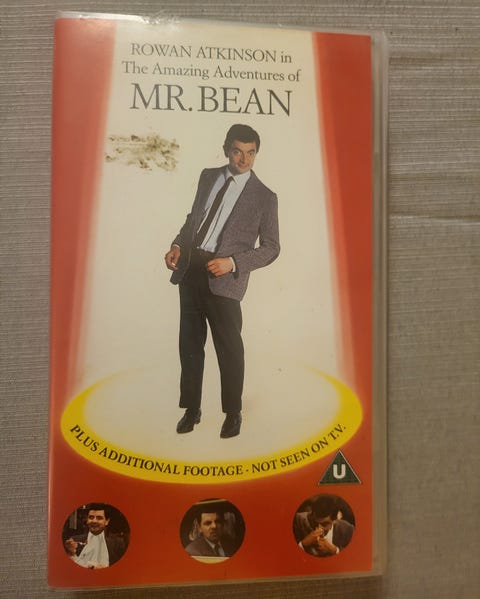 ROWAN ATKINSON in
The Amazing Adventures of
MR. BEAN
PLUS ADDITIONAL FOOTAGE - NOT SEEN ON T.V.
U